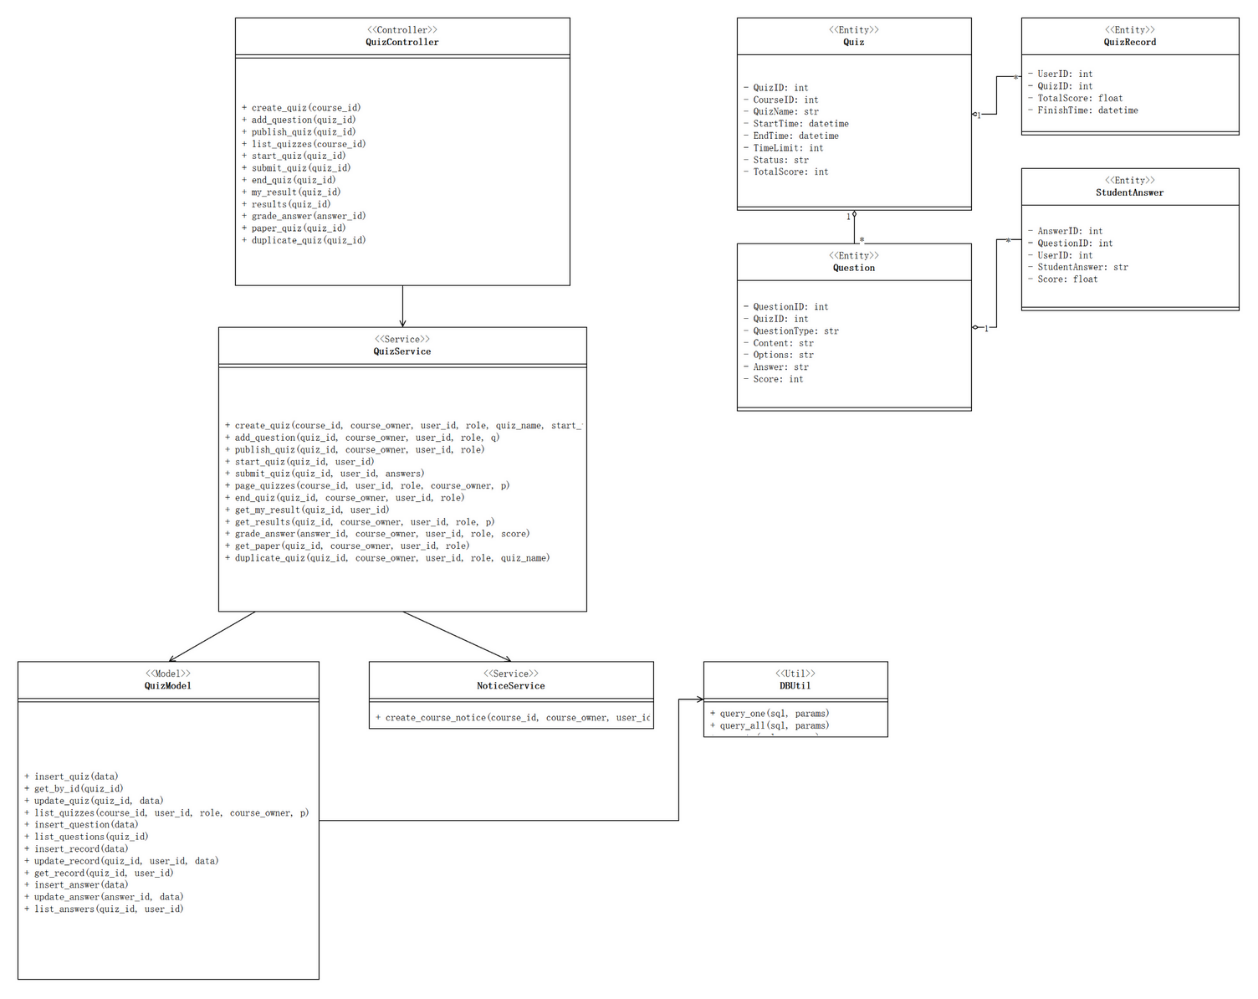 <<Controller>>
QuizController
+ create_quiz(course_id)
+ add_question(quiz_id)
+ publish_quiz(quiz_id)
+ list_quizzes(course_id)
+ start_quiz(quiz_id)
+ submit_quiz(quiz_id)
+ end_quiz(quiz_id)
+ my_result(quiz_id)
+ results(quiz_id)
+ grade_answer(answer_id)
+ paper_quiz(quiz_id)
+ duplicate_quiz(quiz_id)
<<Service>>
QuizService
+ create_quiz(course_id, course_owner, user_id, role, quiz_name, start_
+ add_question(quiz_id, course_owner, user_id, role, q)
+ publish_quiz(quiz_id, course_owner, user_id, role)
+ start_quiz(quiz_id, user_id)
+ submit_quiz(quiz_id, user_id, answers)
+ page_quizzes(course_id, user_id, role, course_owner, p)
+ end_quiz(quiz_id, course_owner, user_id, role)
+ get_my_result(quiz_id, user_id)
+ get_results(quiz_id, course_owner, user_id, role, p)
+ grade_answer(answer_id, course_owner, user_id, role, score)
+ get_paper(quiz_id, course_owner, user_id, role)
+ duplicate_quiz(quiz_id, course_owner, user_id, role, quiz_name)
<<Model>>
QuizModel
+ insert_quiz(data)
+ get_by_id(quiz_id)
+ update_quiz(quiz_id, data)
+ list_quizzes(course_id, user_id, role, course_owner, p)
+ insert_question(data)
+ list_questions(quiz_id)
+ insert_record(data)
+ update_record(quiz_id, user_id, data)
+ get_record(quiz_id, user_id)
+ insert_answer(data)
+ update_answer(answer_id, data)
+ list_answers(quiz_id, user_id)
<<Service>>
NoticeService
+ create_course_notice(course_id, course_owner, user_id
<<Util>>
DBUtil
+ query_one(sql, params)
+ query_all(sql, params)
<<Entity>>
Quiz
- QuizID: int
- CourseID: int
- QuizName: str
- StartTime: datetime
- EndTime: datetime
- TimeLimit: int
- Status: str
- TotalScore: int
1
*
<<Entity>>
QuizRecord
- UserID: int
- QuizID: int
- TotalScore: float
- FinishTime: datetime
1
*
<<Entity>>
Question
- QuestionID: int
- QuizID: int
- QuestionType: str
- Content: str
- Options: str
- Answer: str
- Score: int
1
*
<<Entity>>
StudentAnswer
- AnswerID: int
- QuestionID: int
- UserID: int
- StudentAnswer: str
- Score: float